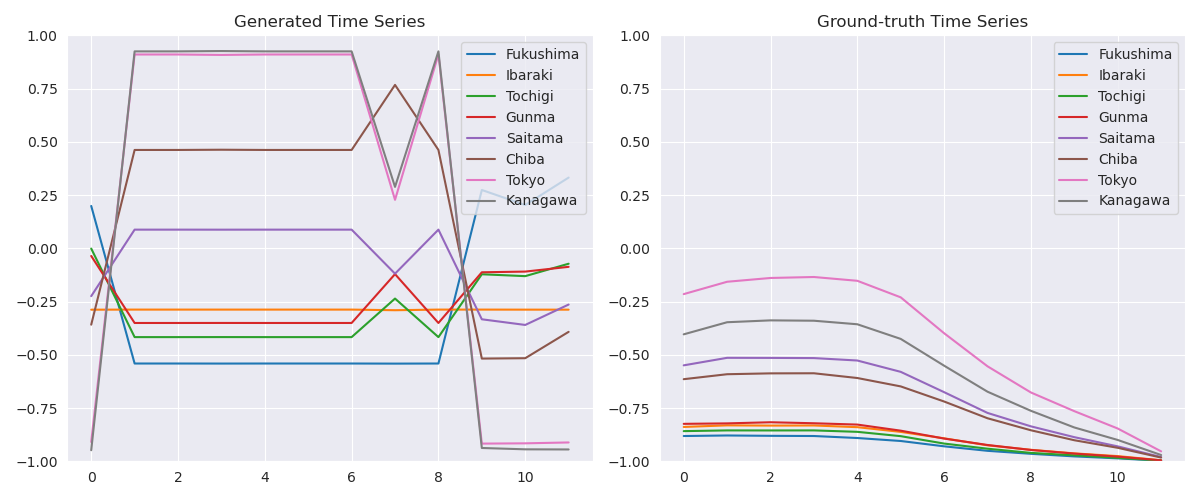 Generated Time Series
1.00
0.75
0.50
0.25
0.00
−0.25
−0.50
−0.75
−1.00
0 2 4 6 8 10
Fukushima
Ibaraki
Tochigi
Gunma
Saitama
Chiba
Tokyo
Kanagawa
Ground-truth Time Series
1.00
0.75
0.50
0.25
0.00
−0.25
−0.50
−0.75
−1.00
0 2 4 6 8 10
Fukushima
Ibaraki
Tochigi
Gunma
Saitama
Chiba
Tokyo
Kanagawa